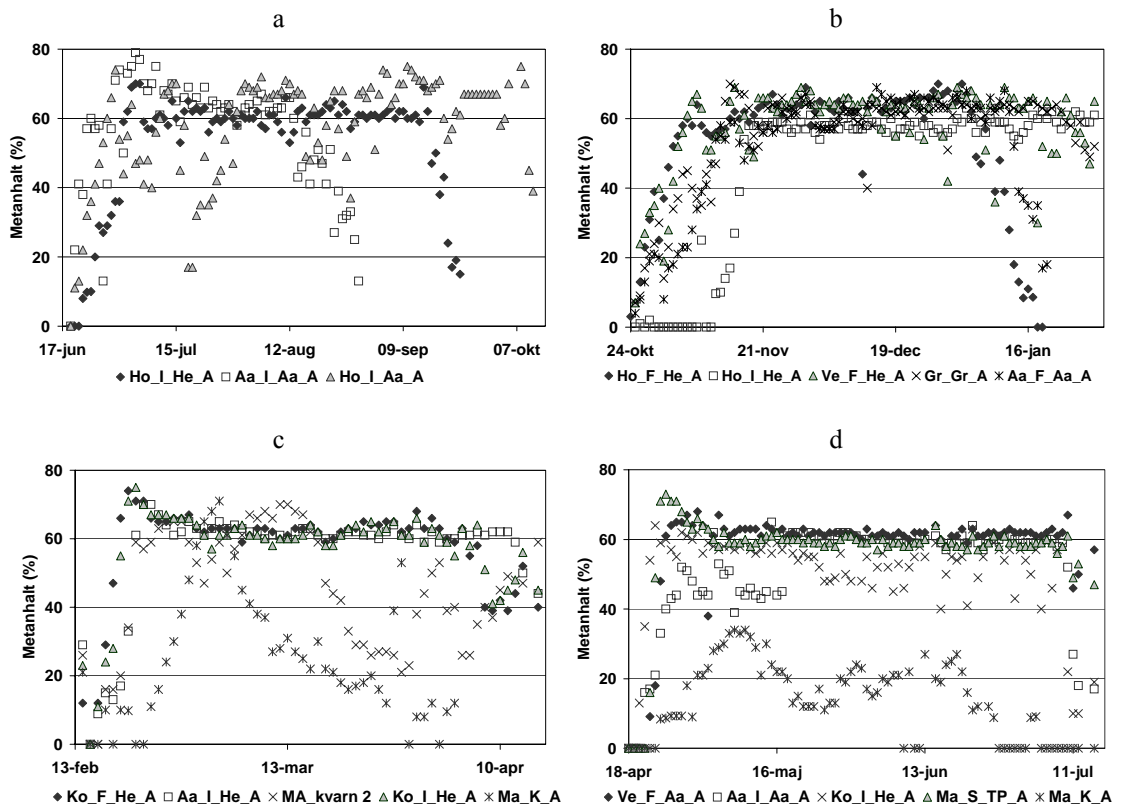 a
Metanhalt (%)
80
60
40
20
0
17-jun 15-jul 12-aug 09-sep 07-okt
Ho_I_He_A Aa_I_Aa_A Ho_I_Aa_A
b
Metanhalt (%)
80
60
40
20
0
24-okt 21-nov 19-dec 16-jan
Ho_F_He_A Ho_I_He_A Ve_F_He_A Gr_Gr_A Aa_F_Aa_A
c
Metanhalt (%)
80
60
40
20
0
13-feb 13-mar 10-apr
Ko_F_He_A Aa_I_He_A MA_kvarn 2 Ko_I_He_A Ma_K_A
d
Metanhalt (%)
80
60
40
20
0
18-apr 16-maj 13-jun 11-jul
Ve_F_Aa_A Aa_I_Aa_A Ko_I_He_A Ma_S_TP_A Ma_K_A